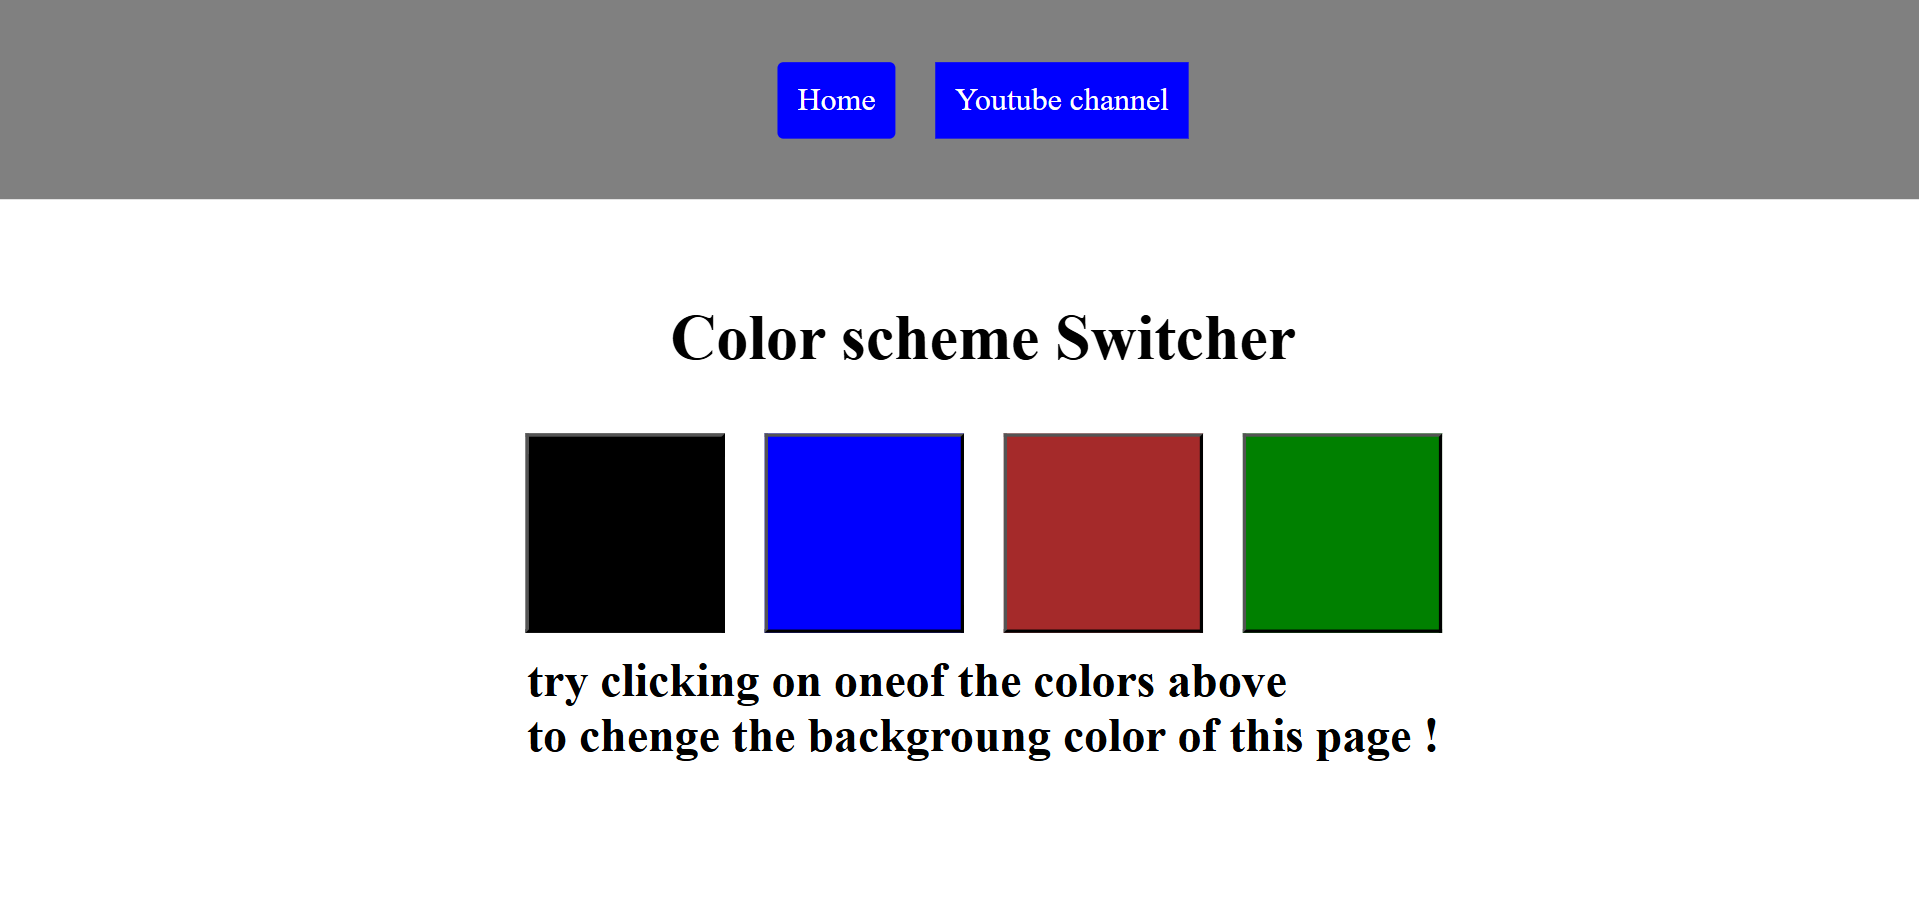 Home Youtube channel
Color scheme Switcher
try clicking on oneof the colors above
to chenge the backgroung color of this page !